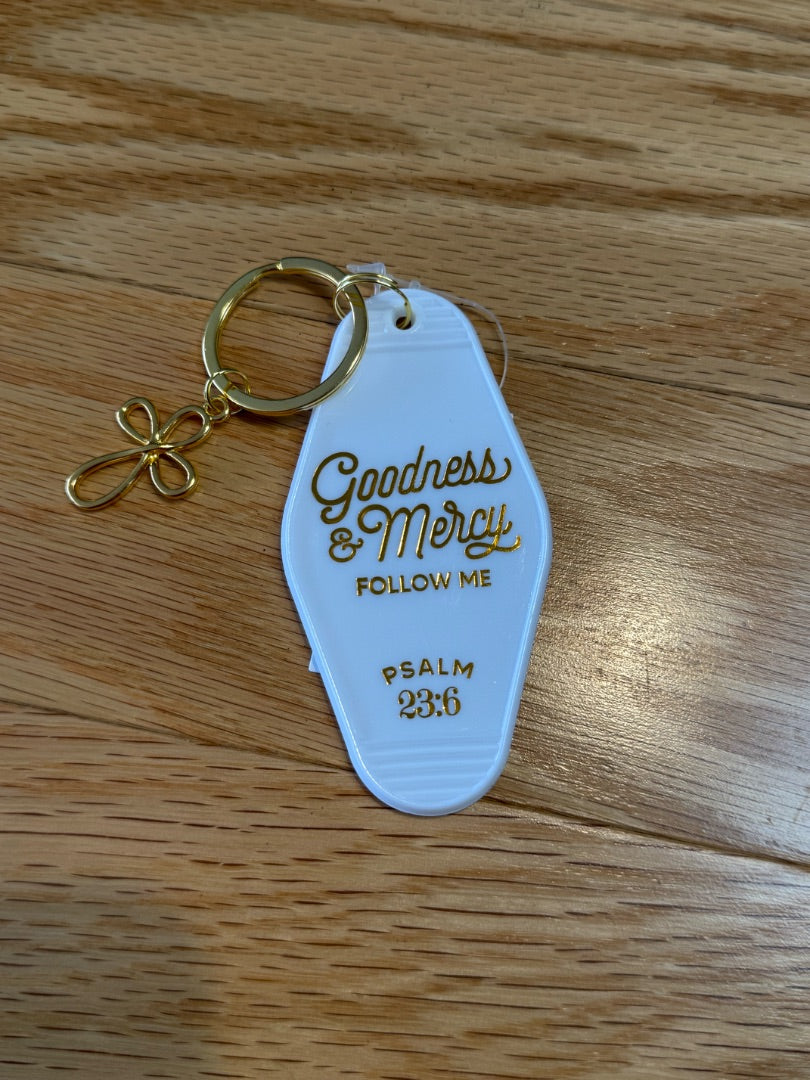 Goodness
& Mercy
FOLLOW ME
PSALM
23:6